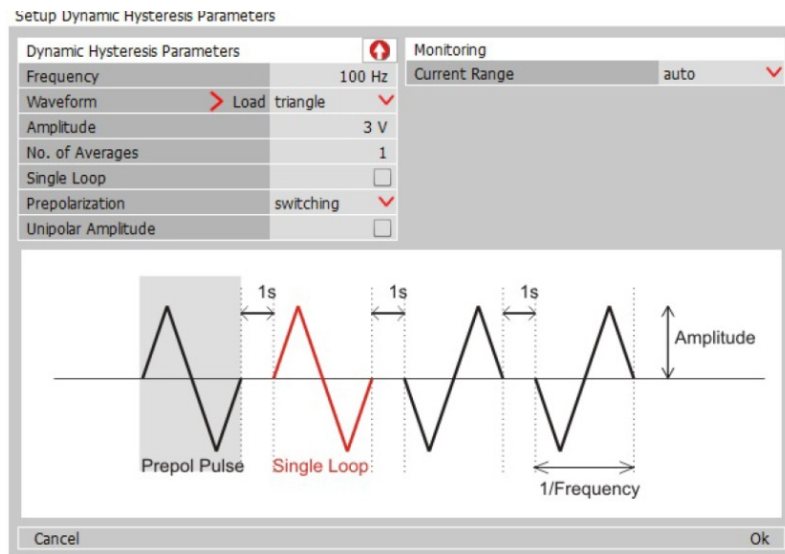 Setup Dynamic Hysteresis Parameters
Dynamic Hysteresis Parameters
Frequency 100 Hz
Waveform Load triangle
Amplitude 3 V
No. of Averages 1
Single Loop
Prepolarization switching
Unipolar Amplitude
Monitoring
Current Range auto
1s 1s 1s
Amplitude
Prepol Pulse Single Loop
1/Frequency
Cancel Ok